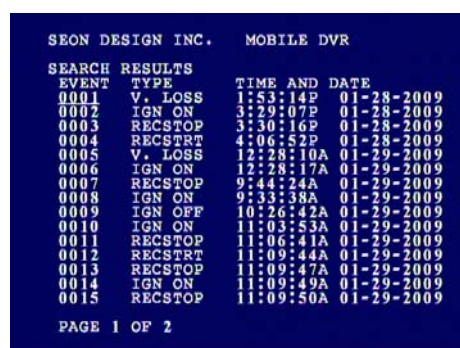 SEON DESIGN INC. MOBILE DVR
SEARCH RESULTS
EVENT TYPE TIME AND DATE
0001 V. LOSS 1:53:14P 01-28-2009
0002 IGN ON 3:29:07P 01-28-2009
0003 RECSTOP 3:30:16P 01-28-2009
0004 RECSTRT 4:06:52P 01-28-2009
0005 V. LOSS 12:28:10A 01-29-2009
0006 IGN ON 12:28:17A 01-29-2009
0007 RECSTOP 9:44:24A 01-29-2009
0008 IGN ON 9:33:38A 01-29-2009
0009 IGN OFF 10:26:42A 01-29-2009
0010 IGN ON 11:03:53A 01-29-2009
0011 RECSTOP 11:06:41A 01-29-2009
0012 RECSTRT 11:09:44A 01-29-2009
0013 RECSTOP 11:09:47A 01-29-2009
0014 IGN ON 11:09:49A 01-29-2009
0015 RECSTOP 11:09:50A 01-29-2009
PAGE 1 OF 2